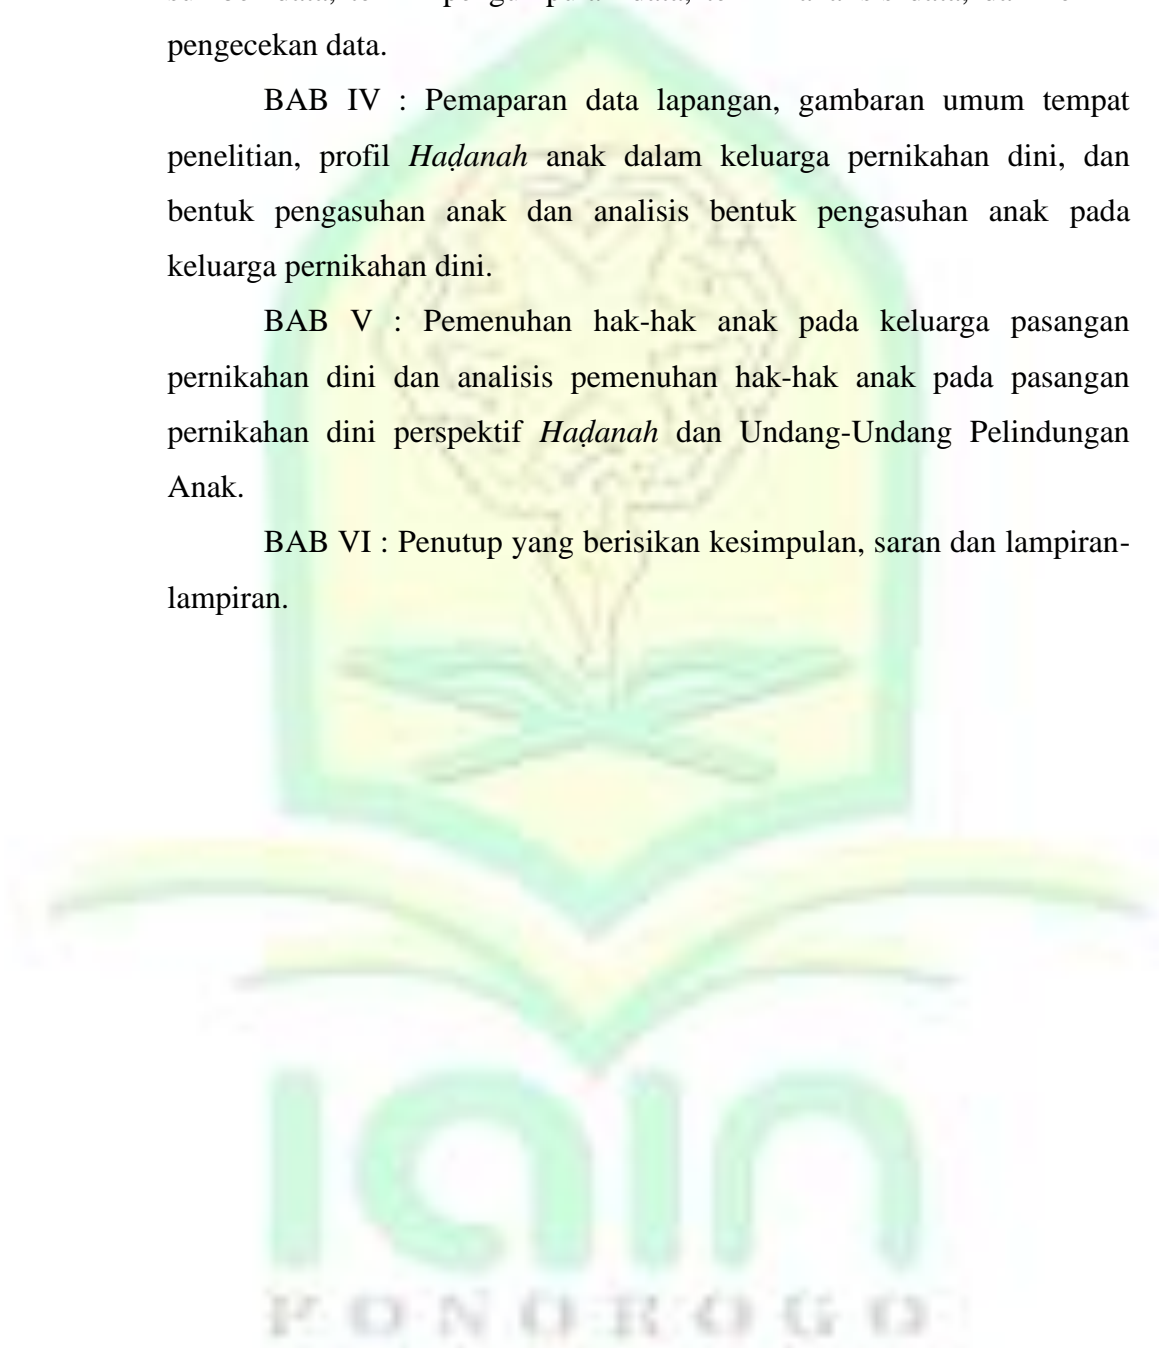 pengecekan data.
BAB IV : Pemaparan data lapangan, gambaran umum tempat
penelitian, profil Haḍanah anak dalam keluarga pernikahan dini, dan
bentuk pengasuhan anak dan analisis bentuk pengasuhan anak pada
keluarga pernikahan dini.
BAB V : Pemenuhan hak-hak anak pada keluarga pasangan
pernikahan dini dan analisis pemenuhan hak-hak anak pada pasangan
pernikahan dini perspektif Haḍanah dan Undang-Undang Pelindungan
Anak.
BAB VI : Penutup yang berisikan kesimpulan, saran dan lampiran-
lampiran.
iain
PONOROGO